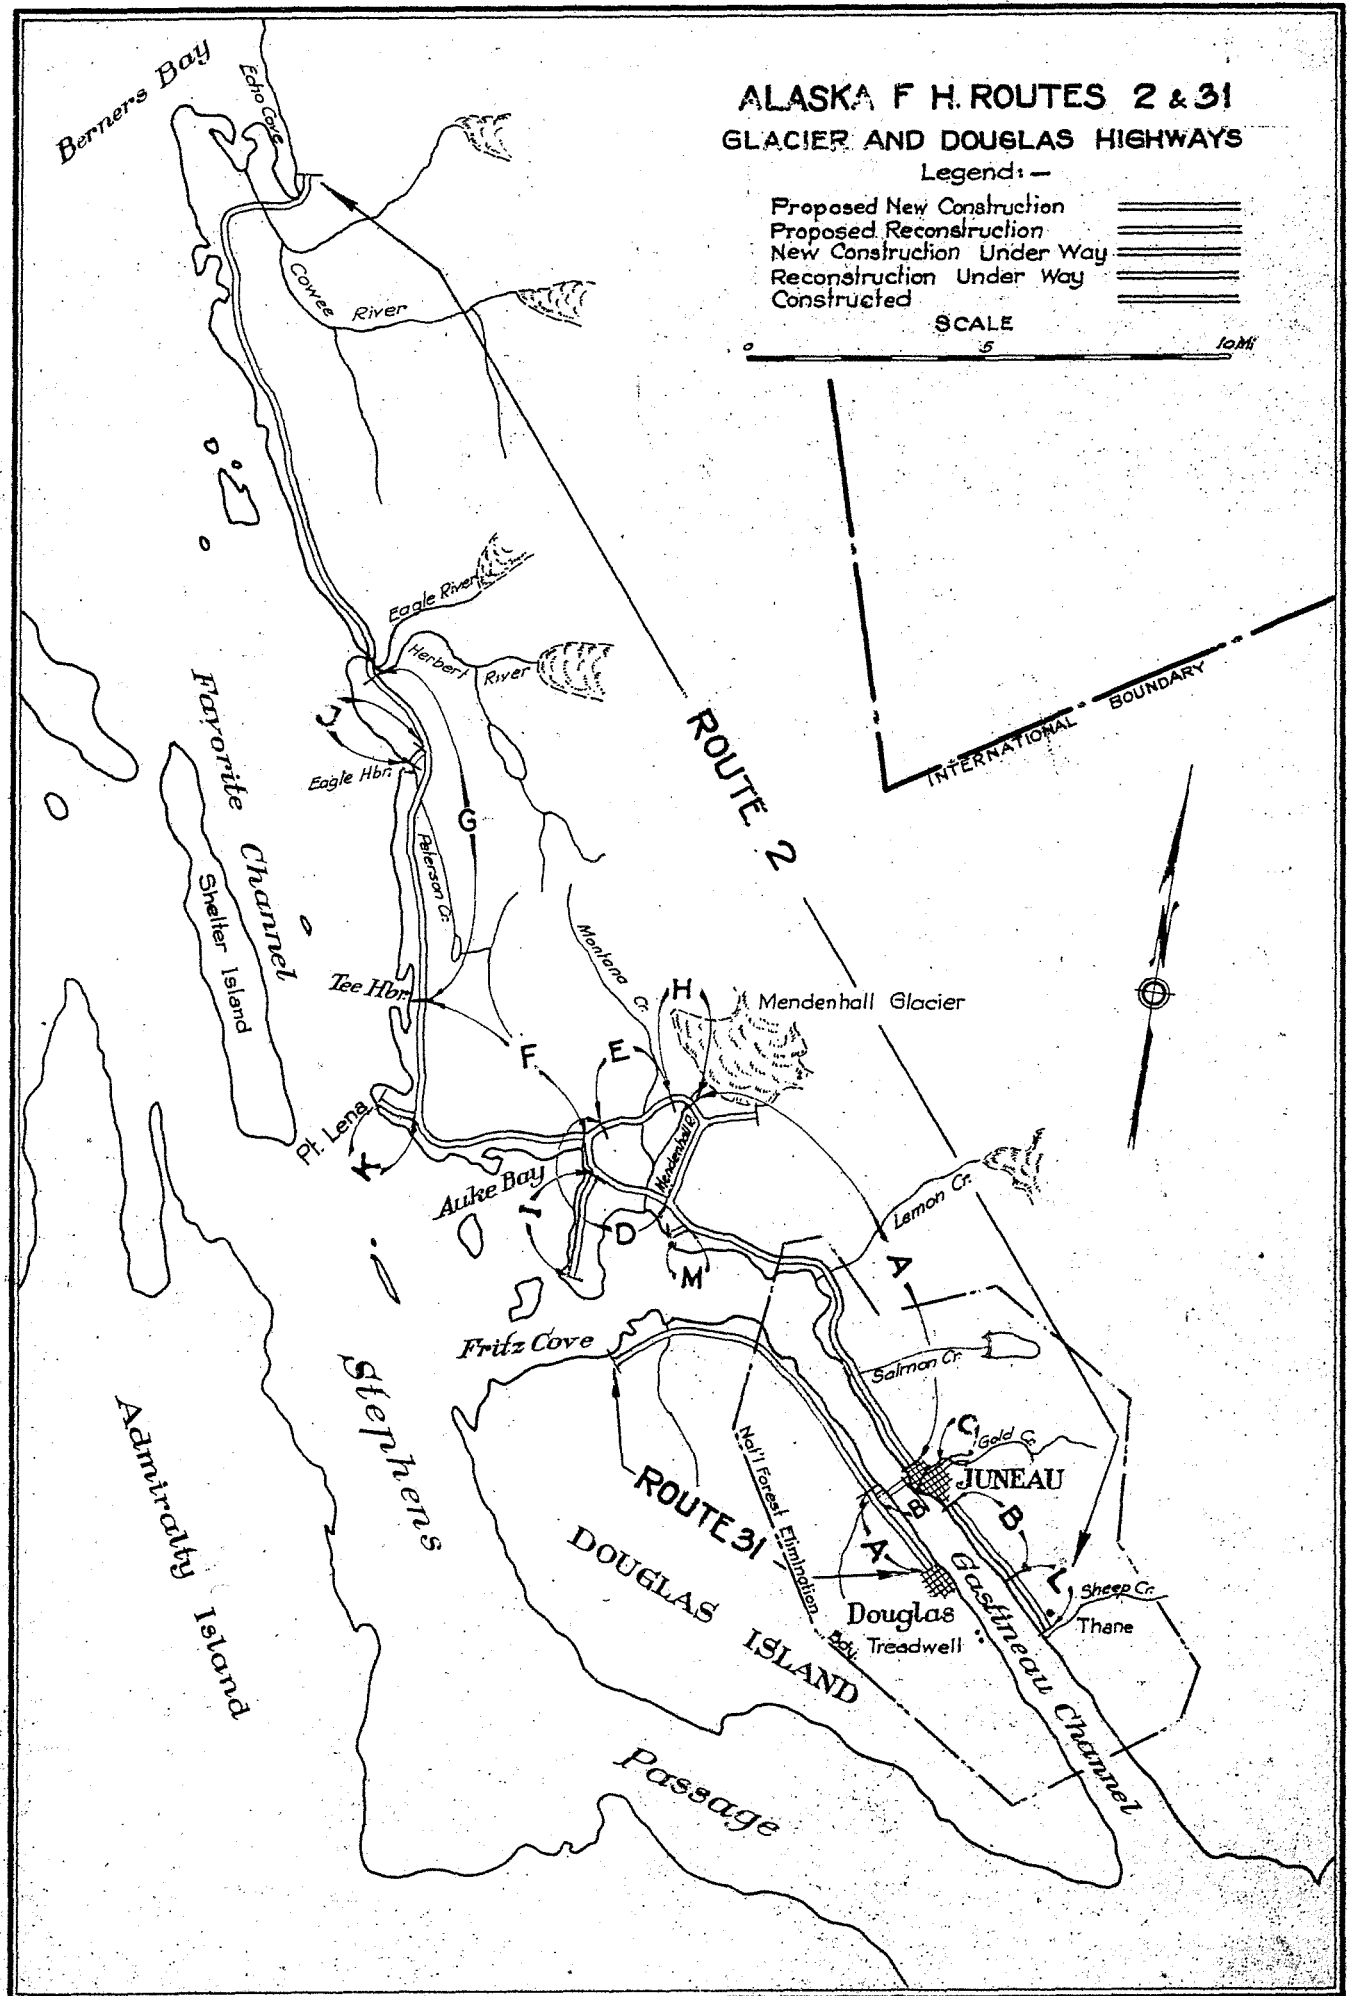 ALASKA F H. ROUTES 2 & 31
GLACIER AND DOUGLAS HIGHWAYS
Legend: —
Proposed New Construction
Proposed Reconstruction
New Construction Under Way
Reconstruction Under Way
Constructed
SCALE
0 5 10 Mi
Berners Bay
Echo Cove
Cowee River
Eagle River
Herbert River
Favorite Channel
J
Eagle Hbr.
G
Peterson Cr.
Shelter Island
ROUTE 2
INTERNATIONAL BOUNDARY
Montana Cr.
Tee Hbr.
H
Mendenhall Glacier
F
E
Pt. Lena
K
Mendenhall R.
Auke Bay
I
D
M
Lemon Cr.
A
Fritz Cove
Salmon Cr.
Stephens
Admiralty Island
C
Gold Cr.
JUNEAU
Nat'l Forest Elimination Bdy.
ROUTE 31
B
B
A
L
Sheep Cr.
Thane
DOUGLAS ISLAND
Douglas
Treadwell
Gastineau Channel
Passage